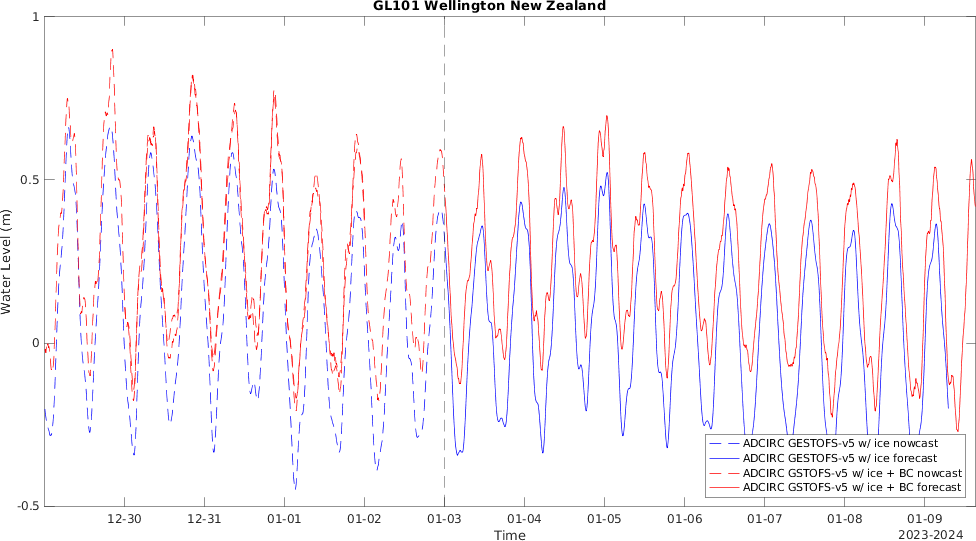 GL101 Wellington New Zealand
1
0.5
0
-0.5
Water Level (m)
12-30
12-31
01-01
01-02
01-03
01-04
01-05
01-06
01-07
01-08
01-09
Time
2023-2024
ADCIRC GESTOFS-v5 w/ ice nowcast
ADCIRC GESTOFS-v5 w/ ice forecast
ADCIRC GSTOFS-v5 w/ ice + BC nowcast
ADCIRC GSTOFS-v5 w/ ice + BC forecast